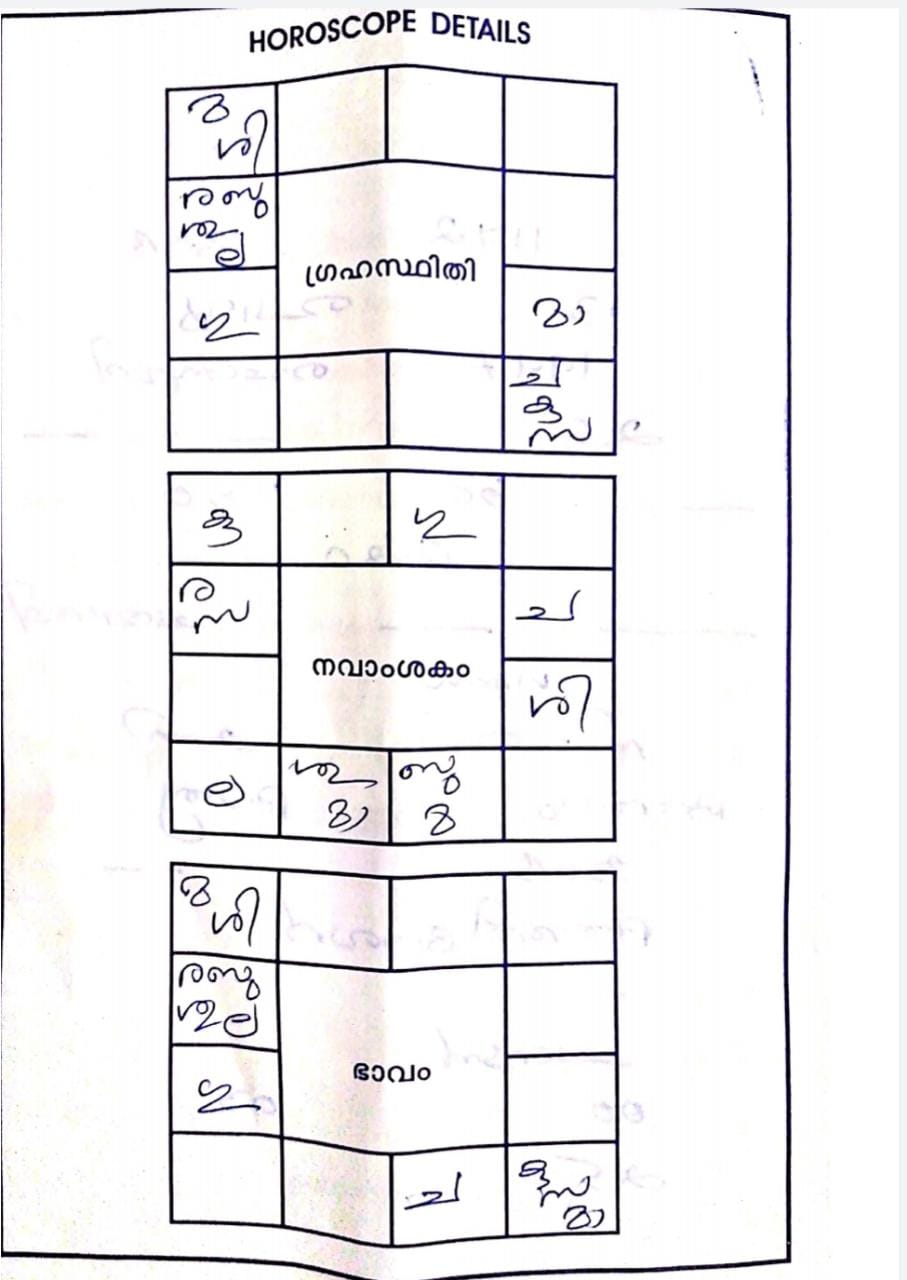 HOROSCOPE DETAILS
മ
ശി
ര ബു
ശു
ല
ഗു
ഗ്രഹസ്ഥിതി
മാ
ച
കു
സ
കു
ഗു
ര
സ
ച
നവാംശകം
ശി
ല
ശു
മാ
ബു
മ
മ
ശി
ര ബു
ശു ല
ഗു
ഭാവം
ച
കു സ
മാ